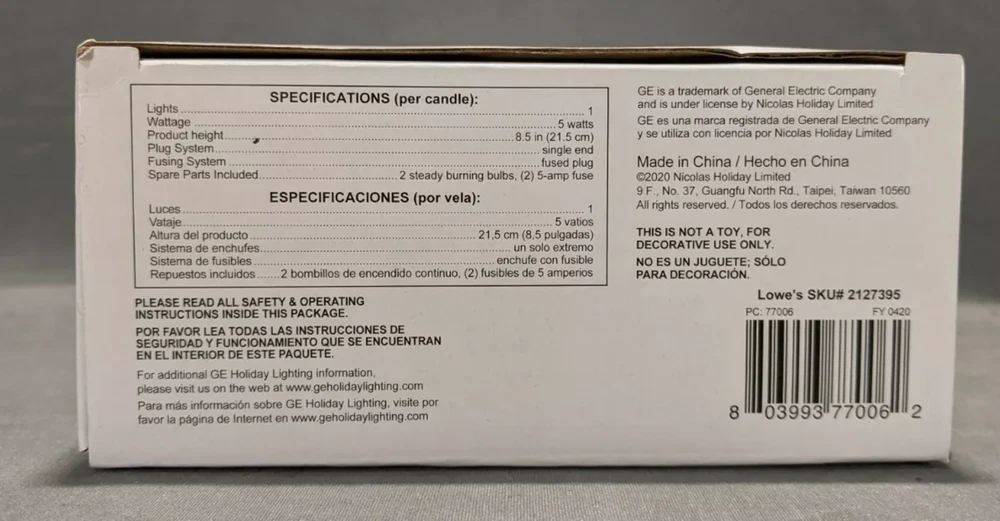 SPECIFICATIONS (per candle):
Lights 1
Wattage 5 watts
Product height 8.5 in (21.5 cm)
Plug System single end
Fusing System fused plug
Spare Parts Included 2 steady burning bulbs, (2) 5-amp fuse
ESPECIFICACIONES (por vela):
Luces 1
Vataje 5 vatios
Altura del producto 21,5 cm (8,5 pulgadas)
Sistema de enchufes un solo extremo
Sistema de fusibles enchufe con fusible
Repuestos incluidos 2 bombillos de encendido continuo, (2) fusibles de 5 amperios
PLEASE READ ALL SAFETY & OPERATING
INSTRUCTIONS INSIDE THIS PACKAGE.
POR FAVOR LEA TODAS LAS INSTRUCCIONES DE
SEGURIDAD Y FUNCIONAMIENTO QUE SE ENCUENTRAN
EN EL INTERIOR DE ESTE PAQUETE.
For additional GE Holiday Lighting information,
please visit us on the web at www.geholidaylighting.com
Para más información sobre GE Holiday Lighting, visite por
favor la página de Internet en www.geholidaylighting.com
GE is a trademark of General Electric Company
and is under license by Nicolas Holiday Limited
GE es una marca registrada de General Electric Company
y se utiliza con licencia por Nicolas Holiday Limited
Made in China / Hecho en China
©2020 Nicolas Holiday Limited
9 F., No. 37, Guangfu North Rd., Taipei, Taiwan 10560
All rights reserved. / Todos los derechos reservados.
THIS IS NOT A TOY, FOR
DECORATIVE USE ONLY.
NO ES UN JUGUETE; SÓLO
PARA DECORACIÓN.
Lowe's SKU# 2127395
PC: 77006 FY 0420
8 03993 77006 2